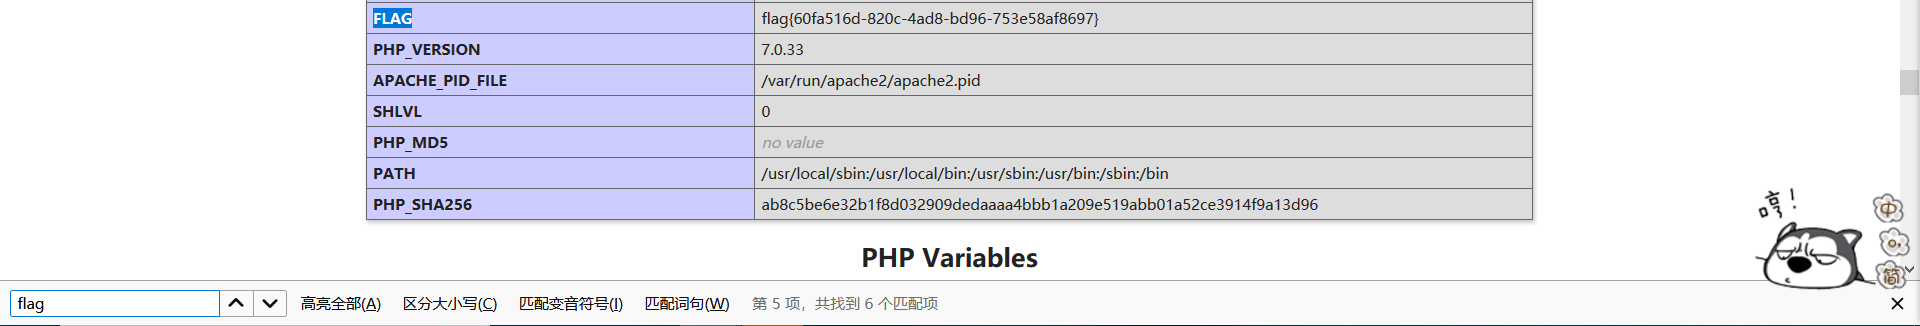 FLAG flag{60fa516d-820c-4ad8-bd96-753e58af8697}
PHP_VERSION 7.0.33
APACHE_PID_FILE /var/run/apache2/apache2.pid
SHLVL 0
PHP_MD5 no value
PATH /usr/local/sbin:/usr/local/bin:/usr/sbin:/usr/bin:/sbin:/bin
PHP_SHA256 ab8c5be6e32b1f8d032909dedaaaa4bbb1a209e519abb01a52ce3914f9a13d96
哼!
中
简
PHP Variables
flag 高亮全部(A) 区分大小写(C) 匹配变音符号(I) 匹配词句(W) 第 5 项，共找到 6 个匹配项